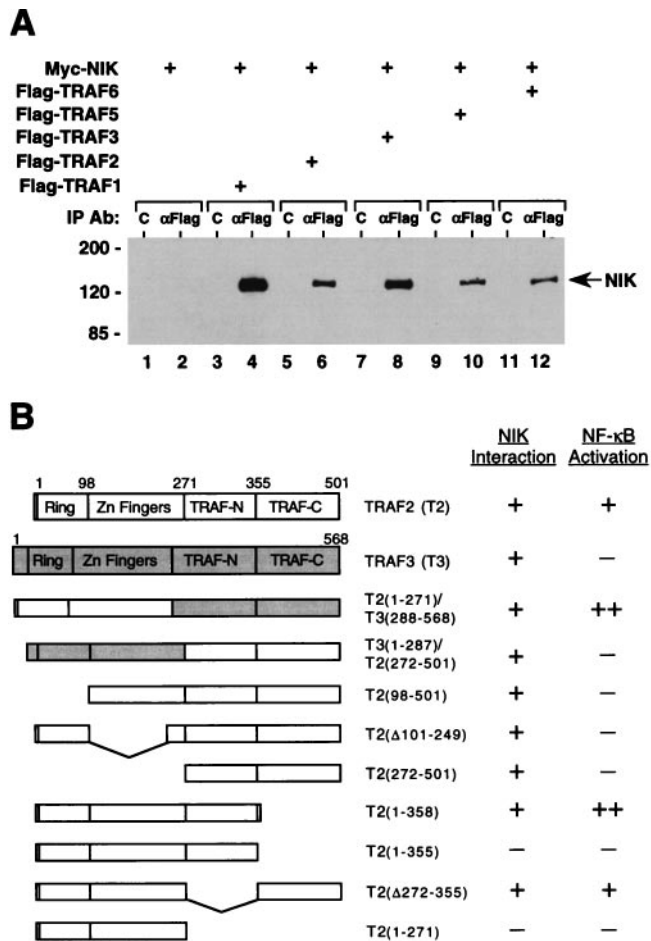 A
Myc-NIK + + + + + +
Flag-TRAF6 +
Flag-TRAF5 +
Flag-TRAF3 +
Flag-TRAF2 +
Flag-TRAF1 +
IP Ab: C αFlag C αFlag C αFlag C αFlag C αFlag C αFlag
200 -
120 -
85 -
NIK
1 2 3 4 5 6 7 8 9 10 11 12
B
NIK Interaction
NF-κB Activation
1 98 271 355 501
Ring Zn Fingers TRAF-N TRAF-C TRAF2 (T2) + +
1 568
Ring Zn Fingers TRAF-N TRAF-C TRAF3 (T3) + −
T2(1-271)/
T3(288-568) + ++
T3(1-287)/
T2(272-501) + −
T2(98-501) + −
T2(Δ101-249) + −
T2(272-501) + −
T2(1-358) + ++
T2(1-355) − −
T2(Δ272-355) + +
T2(1-271) − −